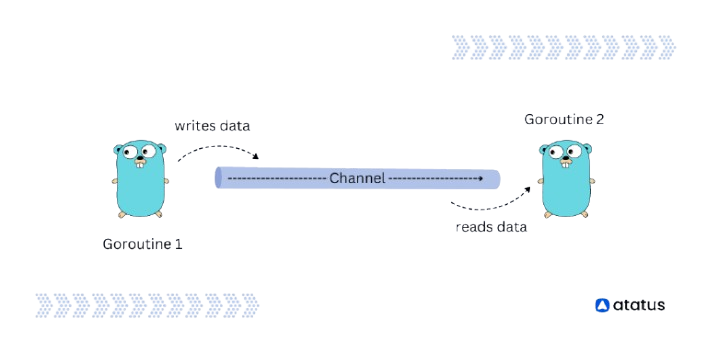 Goroutine 2
writes data
Channel
reads data
Goroutine 1
atatus